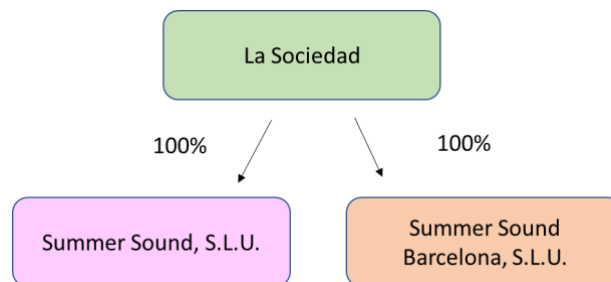 La Sociedad
100%
100%
Summer Sound, S.L.U.
Summer Sound
Barcelona, S.L.U.